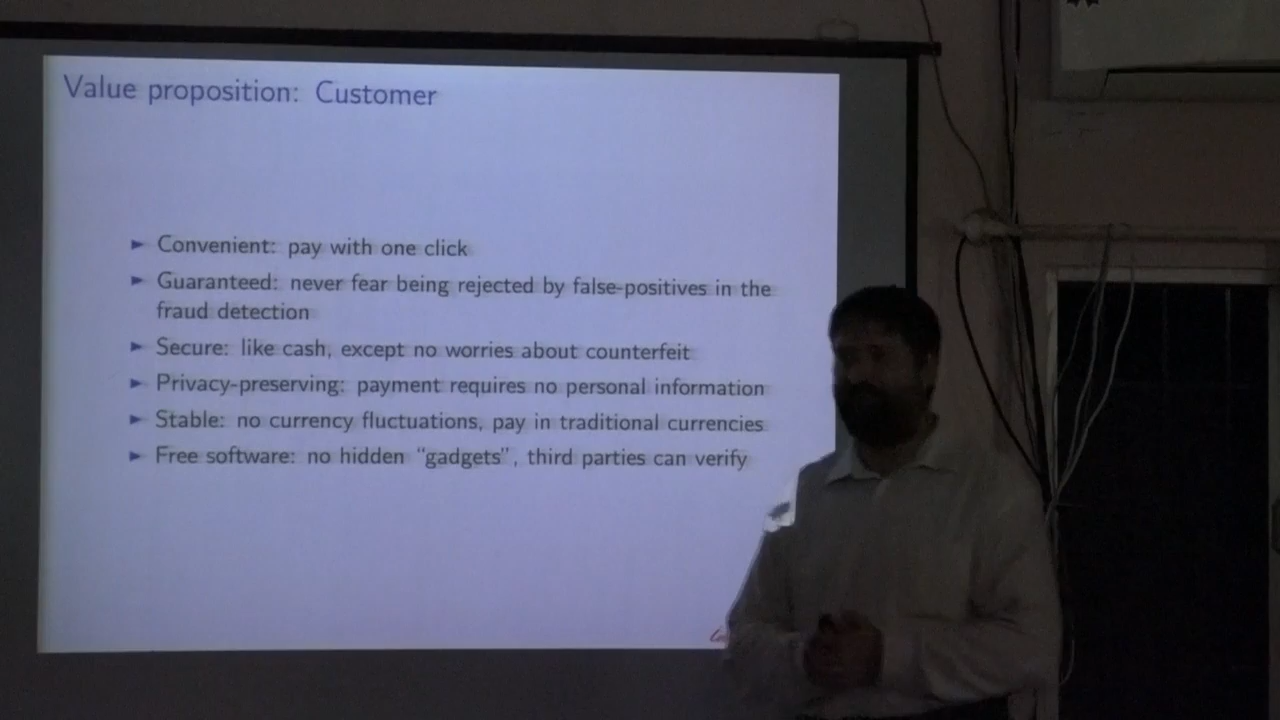 Value proposition: Customer
► Convenient: pay with one click
► Guaranteed: never fear being rejected by false-positives in the
fraud detection
► Secure: like cash, except no worries about counterfeit
► Privacy-preserving: payment requires no personal information
► Stable: no currency fluctuations, pay in traditional currencies
► Free software: no hidden “gadgets”, third parties can verify